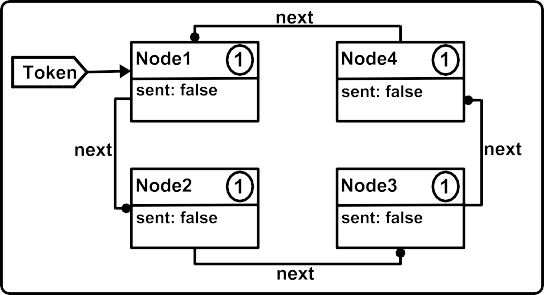 next
Node1 1
Node4 1
Token
sent: false
sent: false
next
next
Node2 1
Node3 1
sent: false
sent: false
next